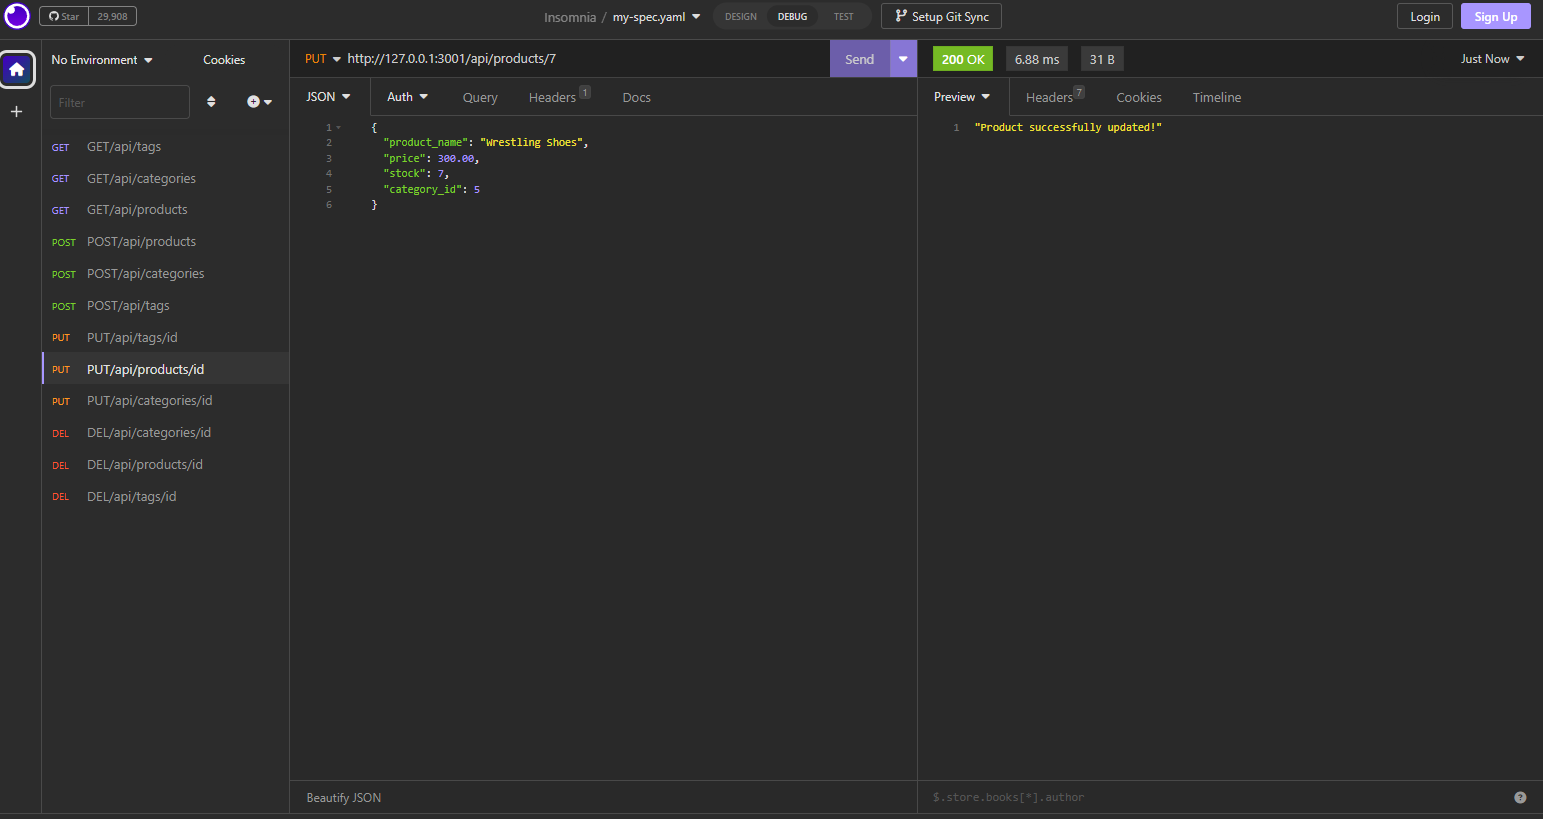 Star 29,908
Insomnia / my-spec.yaml
DESIGN DEBUG TEST
Setup Git Sync
Login Sign Up
No Environment Cookies
Filter
GET GET/api/tags
GET GET/api/categories
GET GET/api/products
POST POST/api/products
POST POST/api/categories
POST POST/api/tags
PUT PUT/api/tags/id
PUT PUT/api/products/id
PUT PUT/api/categories/id
DEL DEL/api/categories/id
DEL DEL/api/products/id
DEL DEL/api/tags/id
PUT http://127.0.0.1:3001/api/products/7 Send
JSON Auth Query Headers 1 Docs
1 {
2 "product_name": "Wrestling Shoes",
3 "price": 300.00,
4 "stock": 7,
5 "category_id": 5
6 }
Beautify JSON
200 OK 6.88 ms 31 B Just Now
Preview Headers 7 Cookies Timeline
1 "Product successfully updated!"
$.store.books[*].author ?